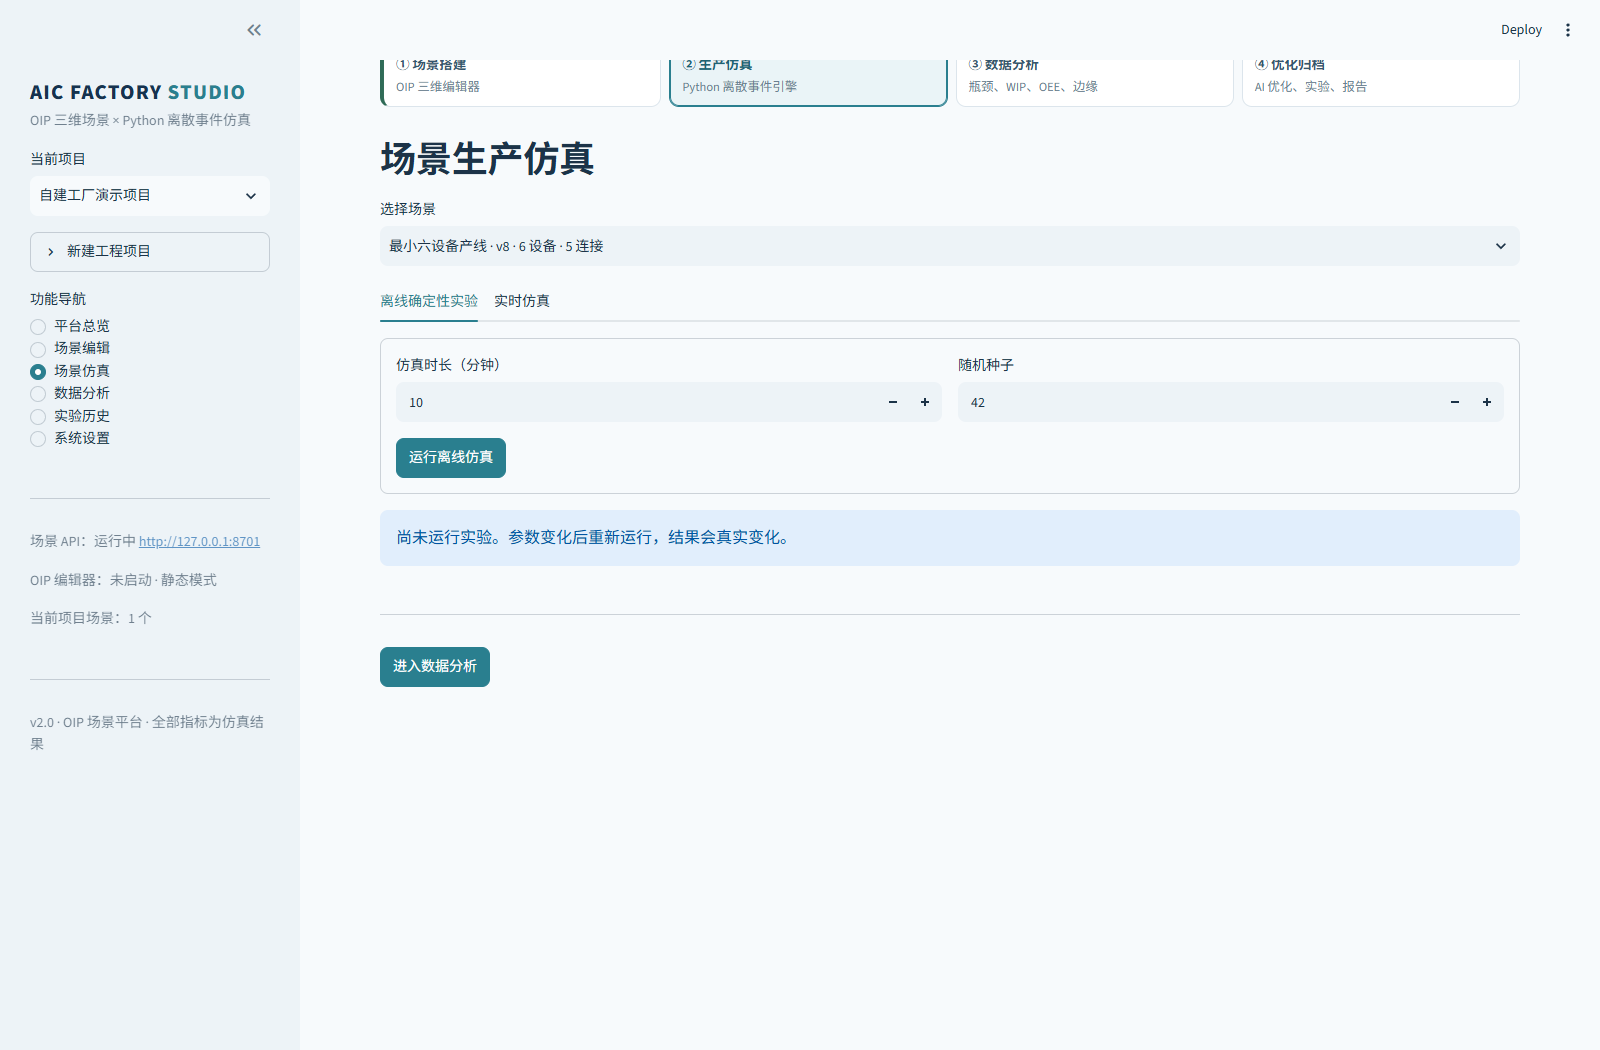 AIC FACTORY STUDIO
OIP 三维场景 × Python 离散事件仿真
当前项目
自建工厂演示项目
新建工程项目
功能导航
平台总览
场景编辑
场景仿真
数据分析
实验历史
系统设置
场景 API：运行中 http://127.0.0.1:8701
OIP 编辑器：未启动 · 静态模式
当前项目场景：1 个
v2.0 · OIP 场景平台 · 全部指标为仿真结
果
Deploy
① 场景搭建
OIP 三维编辑器
② 生产仿真
Python 离散事件引擎
③ 数据分析
瓶颈、WIP、OEE、边缘
④ 优化归档
AI 优化、实验、报告
场景生产仿真
选择场景
最小六设备产线 · v8 · 6 设备 · 5 连接
离线确定性实验
实时仿真
仿真时长（分钟）
10
随机种子
42
运行离线仿真
尚未运行实验。参数变化后重新运行，结果会真实变化。
进入数据分析